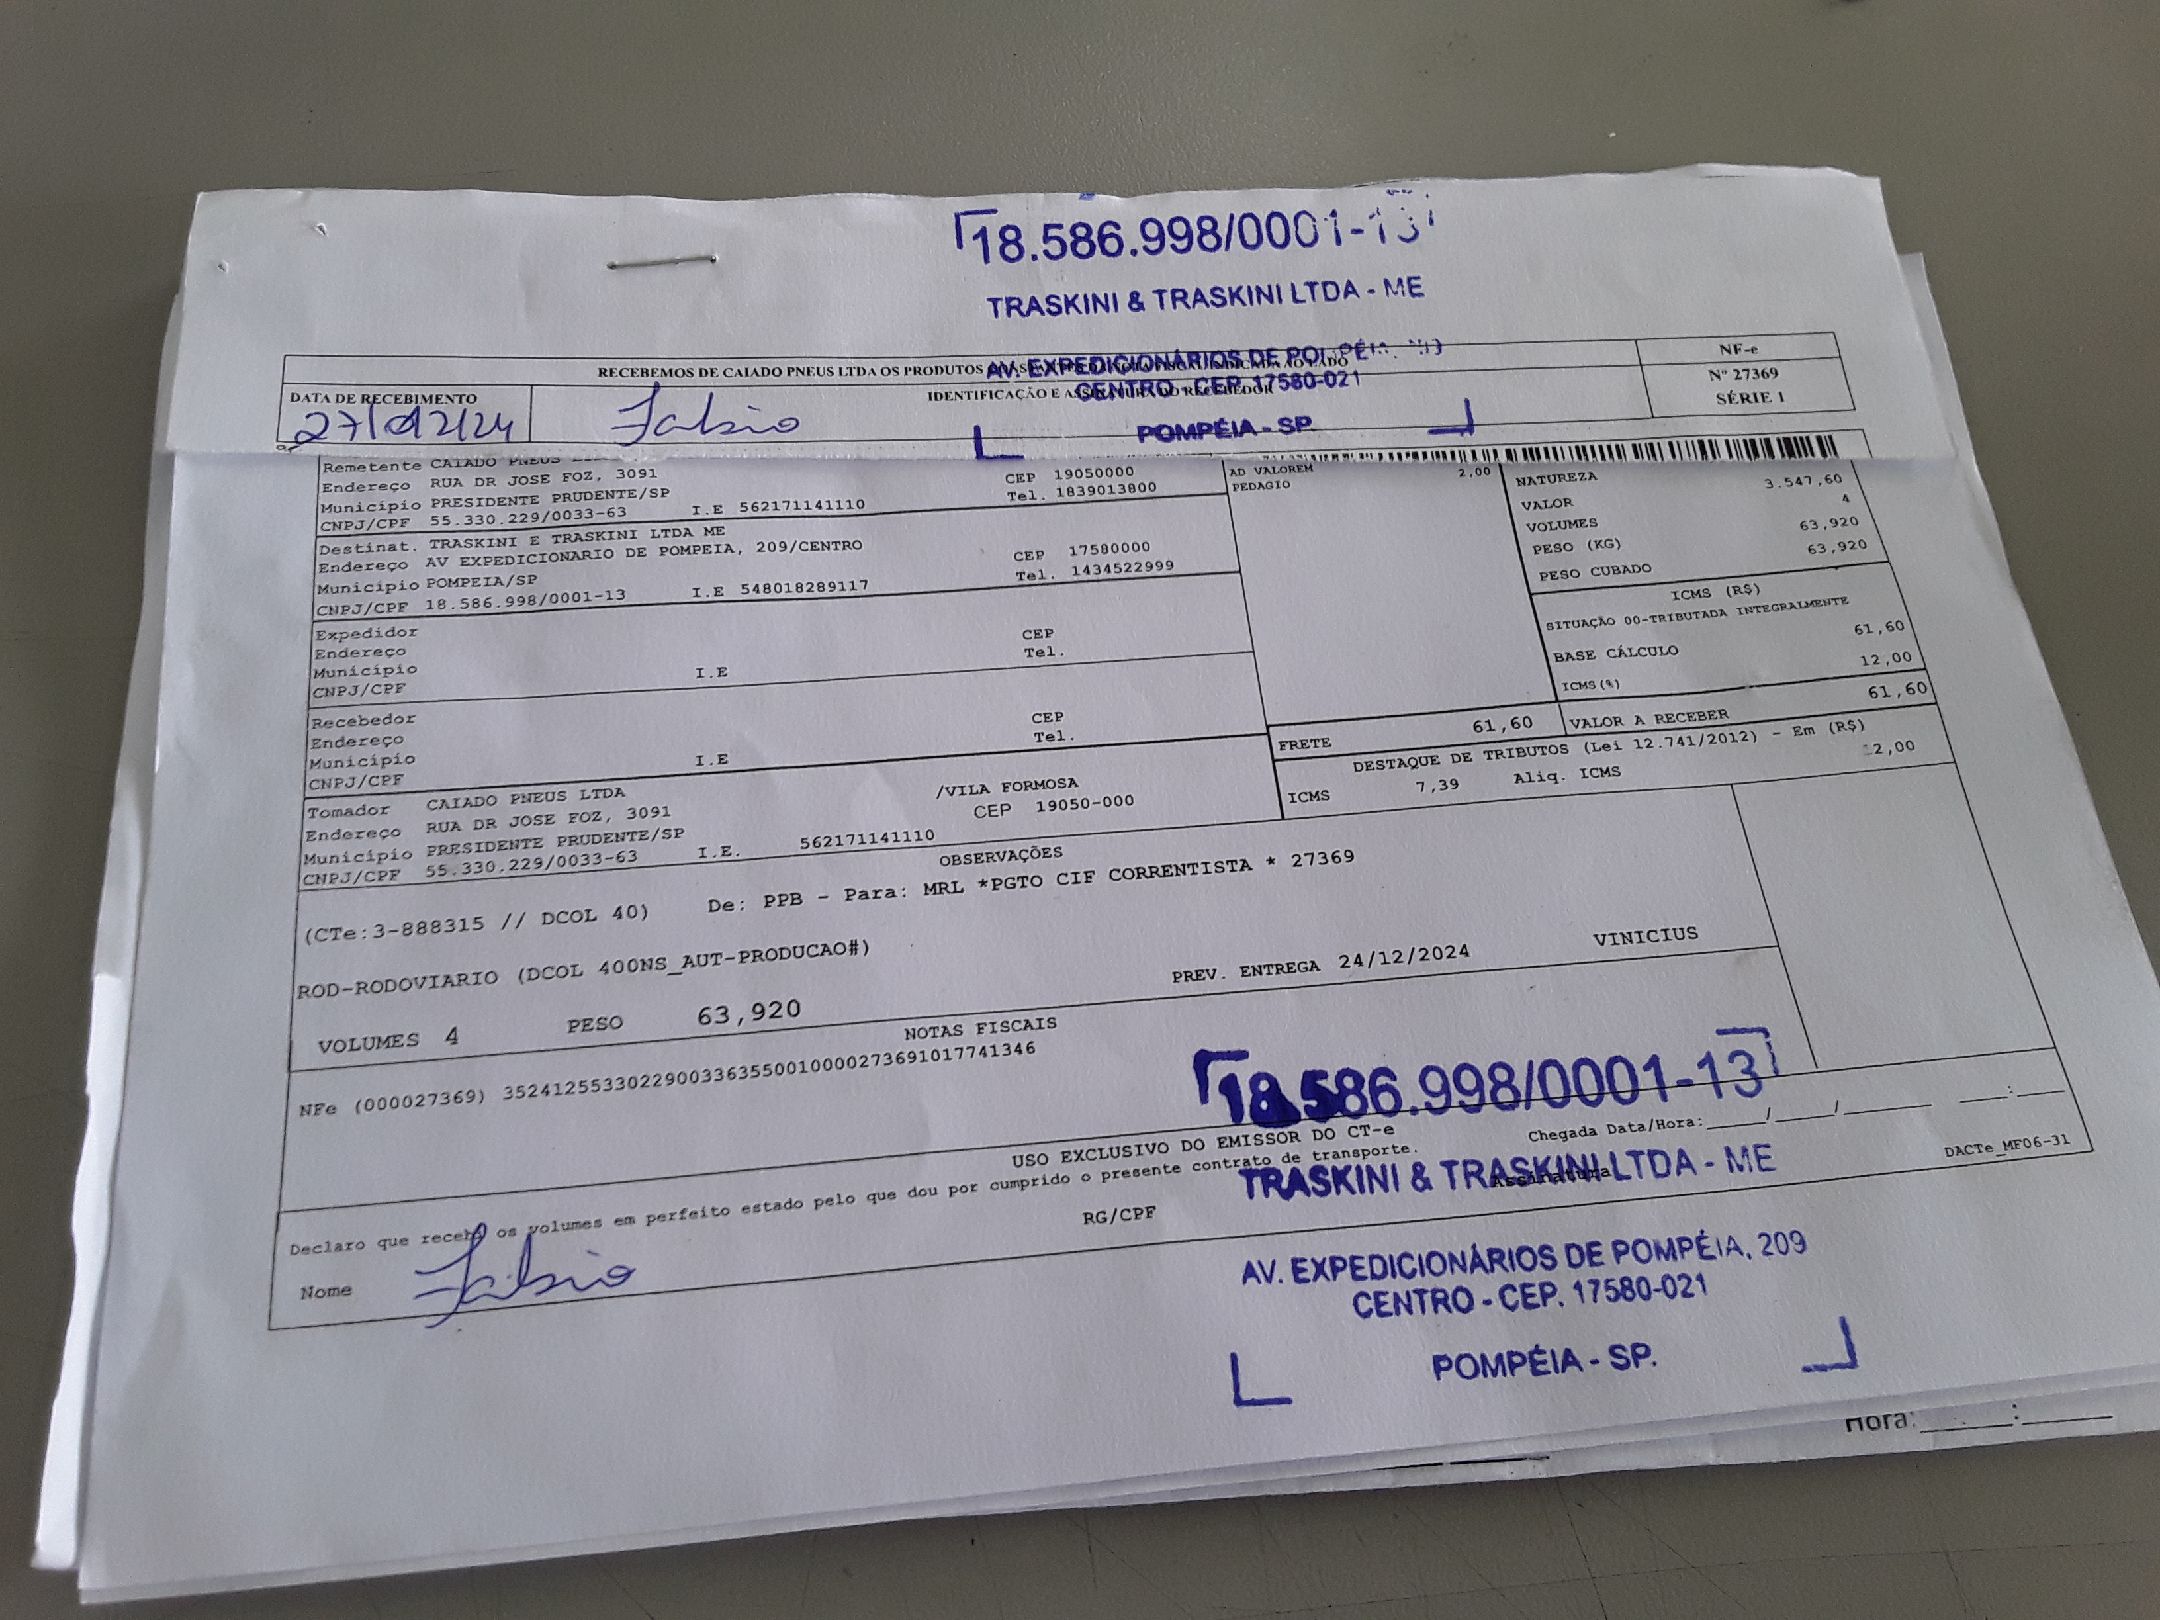 18.586.998/0001-13
TRASKINI & TRASKINI LTDA - ME
AV. EXPEDICIONÁRIOS DE
CENTRO - CEP. 17580-021
POMPÉIA - SP.
RECEBEMOS DE CAIADO PNEUS LTDA OS PRODUTOS
NF-e
Nº 27369
SÉRIE 1
DATA DE RECEBIMENTO
IDENTIFICAÇÃO E ASSINATURA DO RECEBEDOR
27/12/24
Fabio
Remetente CAIADO PNEUS
Endereço RUA DR JOSE FOZ, 3091 CEP 19050000
Município PRESIDENTE PRUDENTE/SP Tel. 1839013800
CNPJ/CPF 55.330.229/0033-63 I.E 562171141110
Destinat. TRASKINI E TRASKINI LTDA ME
Endereço AV EXPEDICIONARIO DE POMPEIA, 209/CENTRO CEP 17580000
Município POMPEIA/SP Tel. 1434522999
CNPJ/CPF 18.586.998/0001-13 I.E 548018289117
Expedidor
Endereço CEP
Município Tel.
CNPJ/CPF I.E
Recebedor
Endereço CEP
Município Tel.
CNPJ/CPF I.E
Tomador CAIADO PNEUS LTDA
Endereço RUA DR JOSE FOZ, 3091 /VILA FORMOSA
Município PRESIDENTE PRUDENTE/SP CEP 19050-000
CNPJ/CPF 55.330.229/0033-63 I.E. 562171141110
AD VALOREM 2,00
PEDAGIO
NATUREZA
VALOR 3.547,60
VOLUMES 4
PESO (KG) 63,920
PESO CUBADO 63,920
ICMS (R$)
SITUAÇÃO 00-TRIBUTADA INTEGRALMENTE
BASE CÁLCULO 61,60
ICMS(%) 12,00
FRETE 61,60 VALOR A RECEBER 61,60
DESTAQUE DE TRIBUTOS (Lei 12.741/2012) - Em (R$)
ICMS 7,39 Aliq. ICMS 12,00
OBSERVAÇÕES
(CTe:3-888315 // DCOL 40) De: PPB - Para: MRL *PGTO CIF CORRENTISTA * 27369
ROD-RODOVIARIO (DCOL 400NS_AUT-PRODUCAO#)
PREV. ENTREGA 24/12/2024 VINICIUS
VOLUMES 4 PESO 63,920
NOTAS FISCAIS
NFe (000027369) 35241255330229003363550010000273691017741346
18.586.998/0001-13
USO EXCLUSIVO DO EMISSOR DO CT-e
Chegada Data/Hora:_____/_____/_______ ___:___
Declaro que recebi os volumes em perfeito estado pelo que dou por cumprido o presente contrato de transporte.
TRASKINI & TRASKINI LTDA - ME
Assinatura
DACTe_MF06-31
Nome Fabio
RG/CPF
AV. EXPEDICIONÁRIOS DE POMPÉIA, 209
CENTRO - CEP. 17580-021
POMPÉIA - SP.
Hora:_____:_____